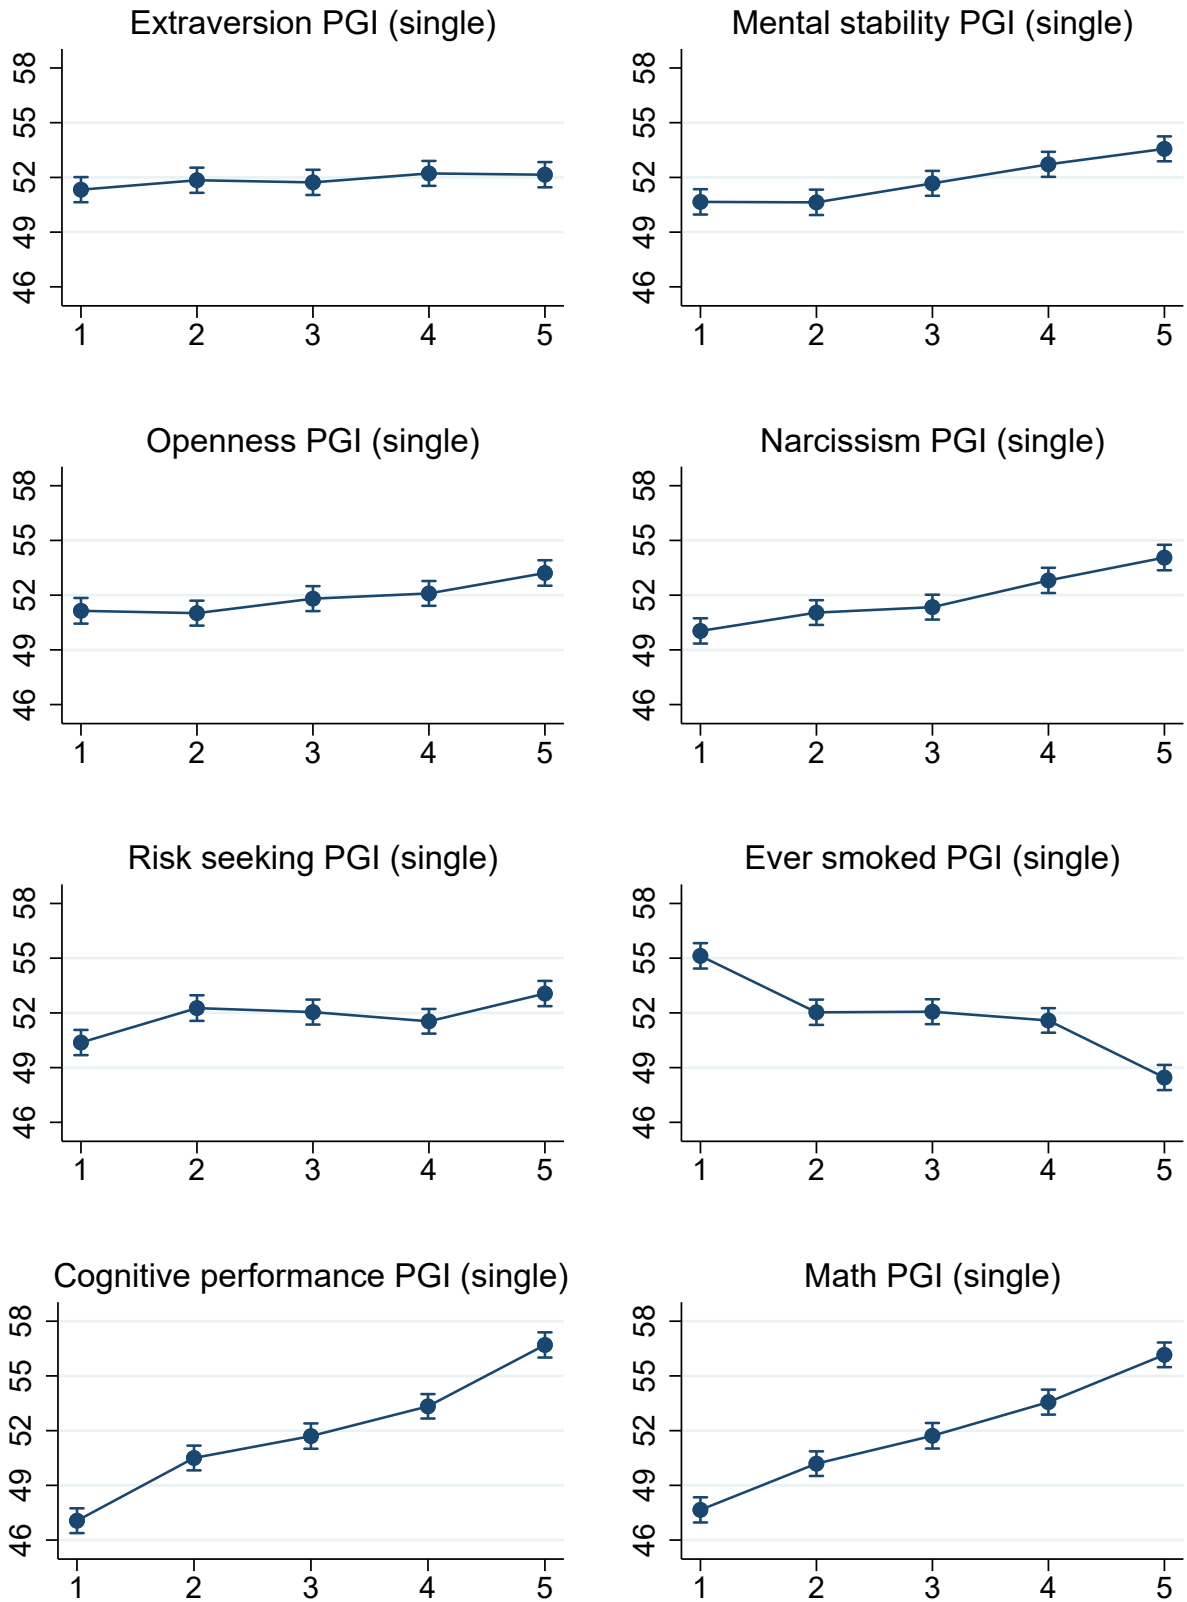 Extraversion PGI (single)
58
55
52
49
46
1 2 3 4 5
Mental stability PGI (single)
58
55
52
49
46
1 2 3 4 5
Openness PGI (single)
58
55
52
49
46
1 2 3 4 5
Narcissism PGI (single)
58
55
52
49
46
1 2 3 4 5
Risk seeking PGI (single)
58
55
52
49
46
1 2 3 4 5
Ever smoked PGI (single)
58
55
52
49
46
1 2 3 4 5
Cognitive performance PGI (single)
58
55
52
49
46
1 2 3 4 5
Math PGI (single)
58
55
52
49
46
1 2 3 4 5